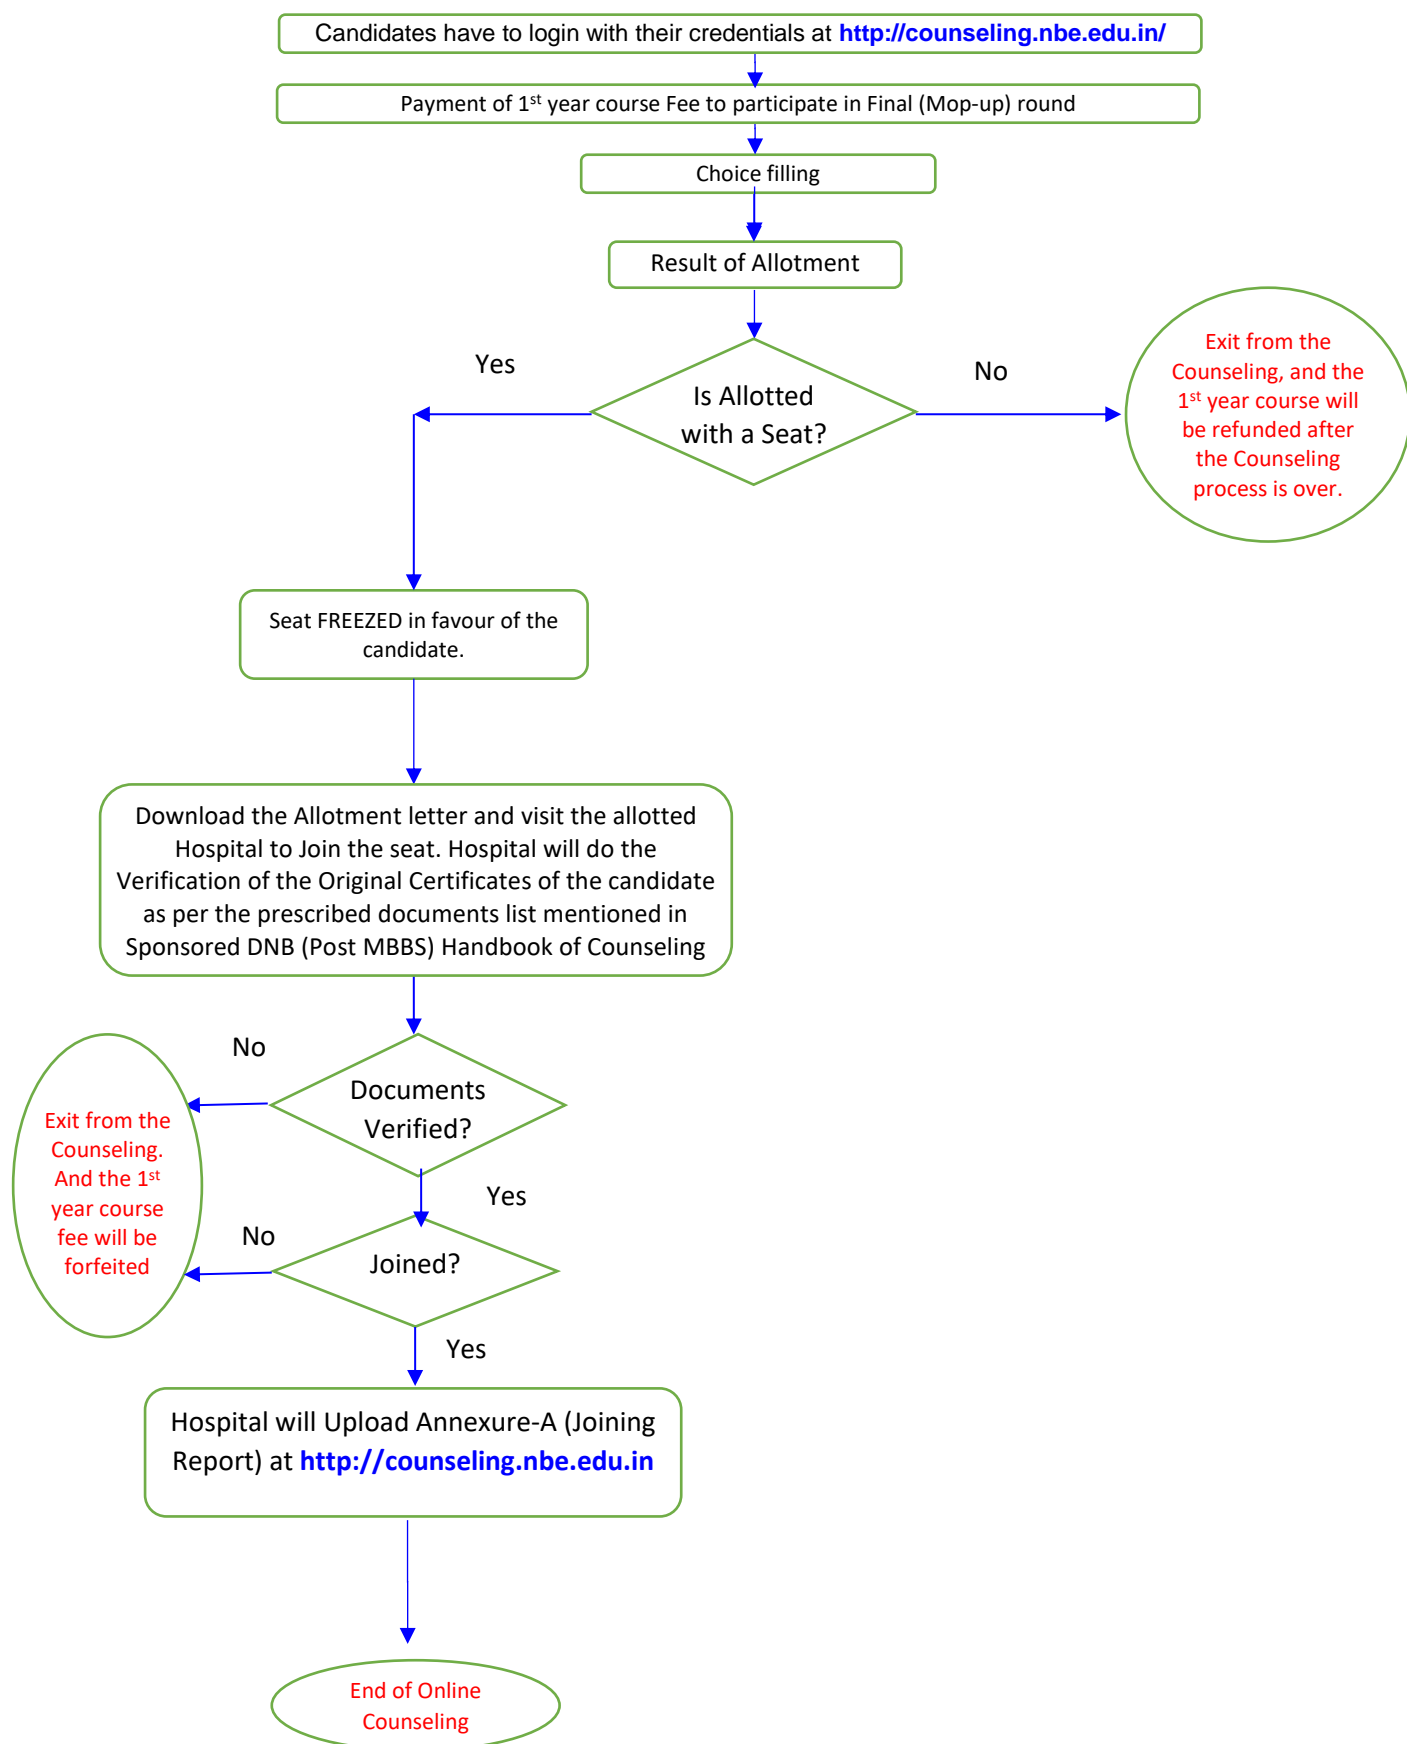 Candidates have to login with their credentials at http://counseling.nbe.edu.in/
Payment of 1st year course Fee to participate in Final (Mop-up) round
Choice filling
Result of Allotment
Yes
Is Allotted
with a Seat?
No
Exit from the
Counseling, and the
1st year course will
be refunded after
the Counseling
process is over.
Seat FREEZED in favour of the
candidate.
Download the Allotment letter and visit the allotted
Hospital to Join the seat. Hospital will do the
Verification of the Original Certificates of the candidate
as per the prescribed documents list mentioned in
Sponsored DNB (Post MBBS) Handbook of Counseling
No
Documents
Verified?
Exit from the
Counseling.
And the 1st
year course
fee will be
forfeited
Yes
No
Joined?
Yes
Hospital will Upload Annexure-A (Joining
Report) at http://counseling.nbe.edu.in
End of Online
Counseling